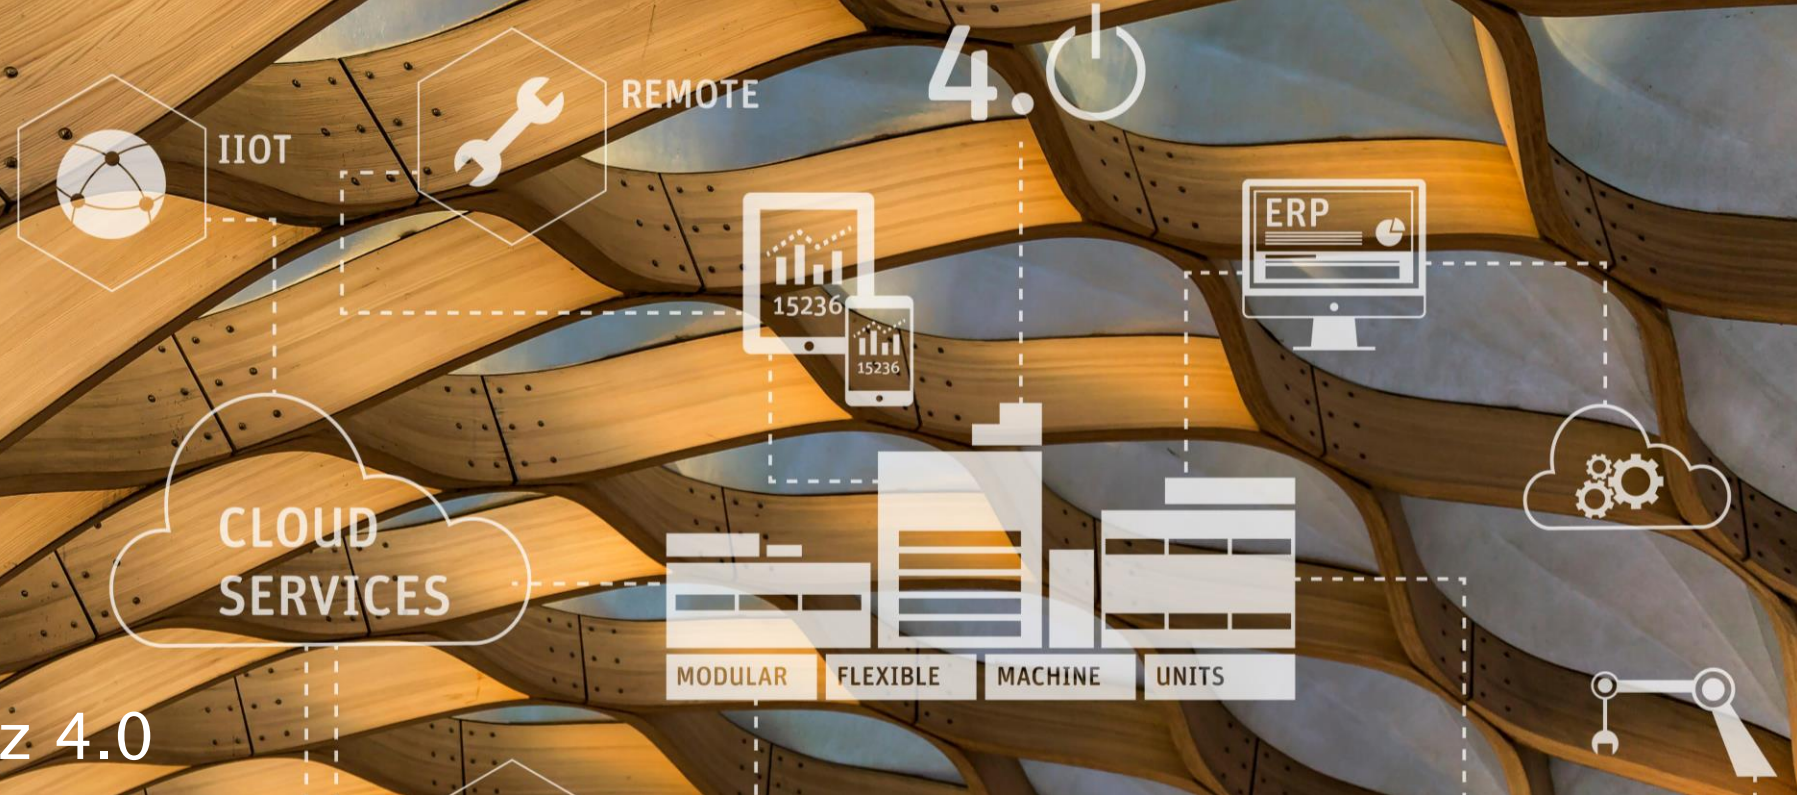 REMOTE
4.0
IIOT
ERP
15236
15236
CLOUD
SERVICES
MODULAR
FLEXIBLE
MACHINE
UNITS
z 4.0